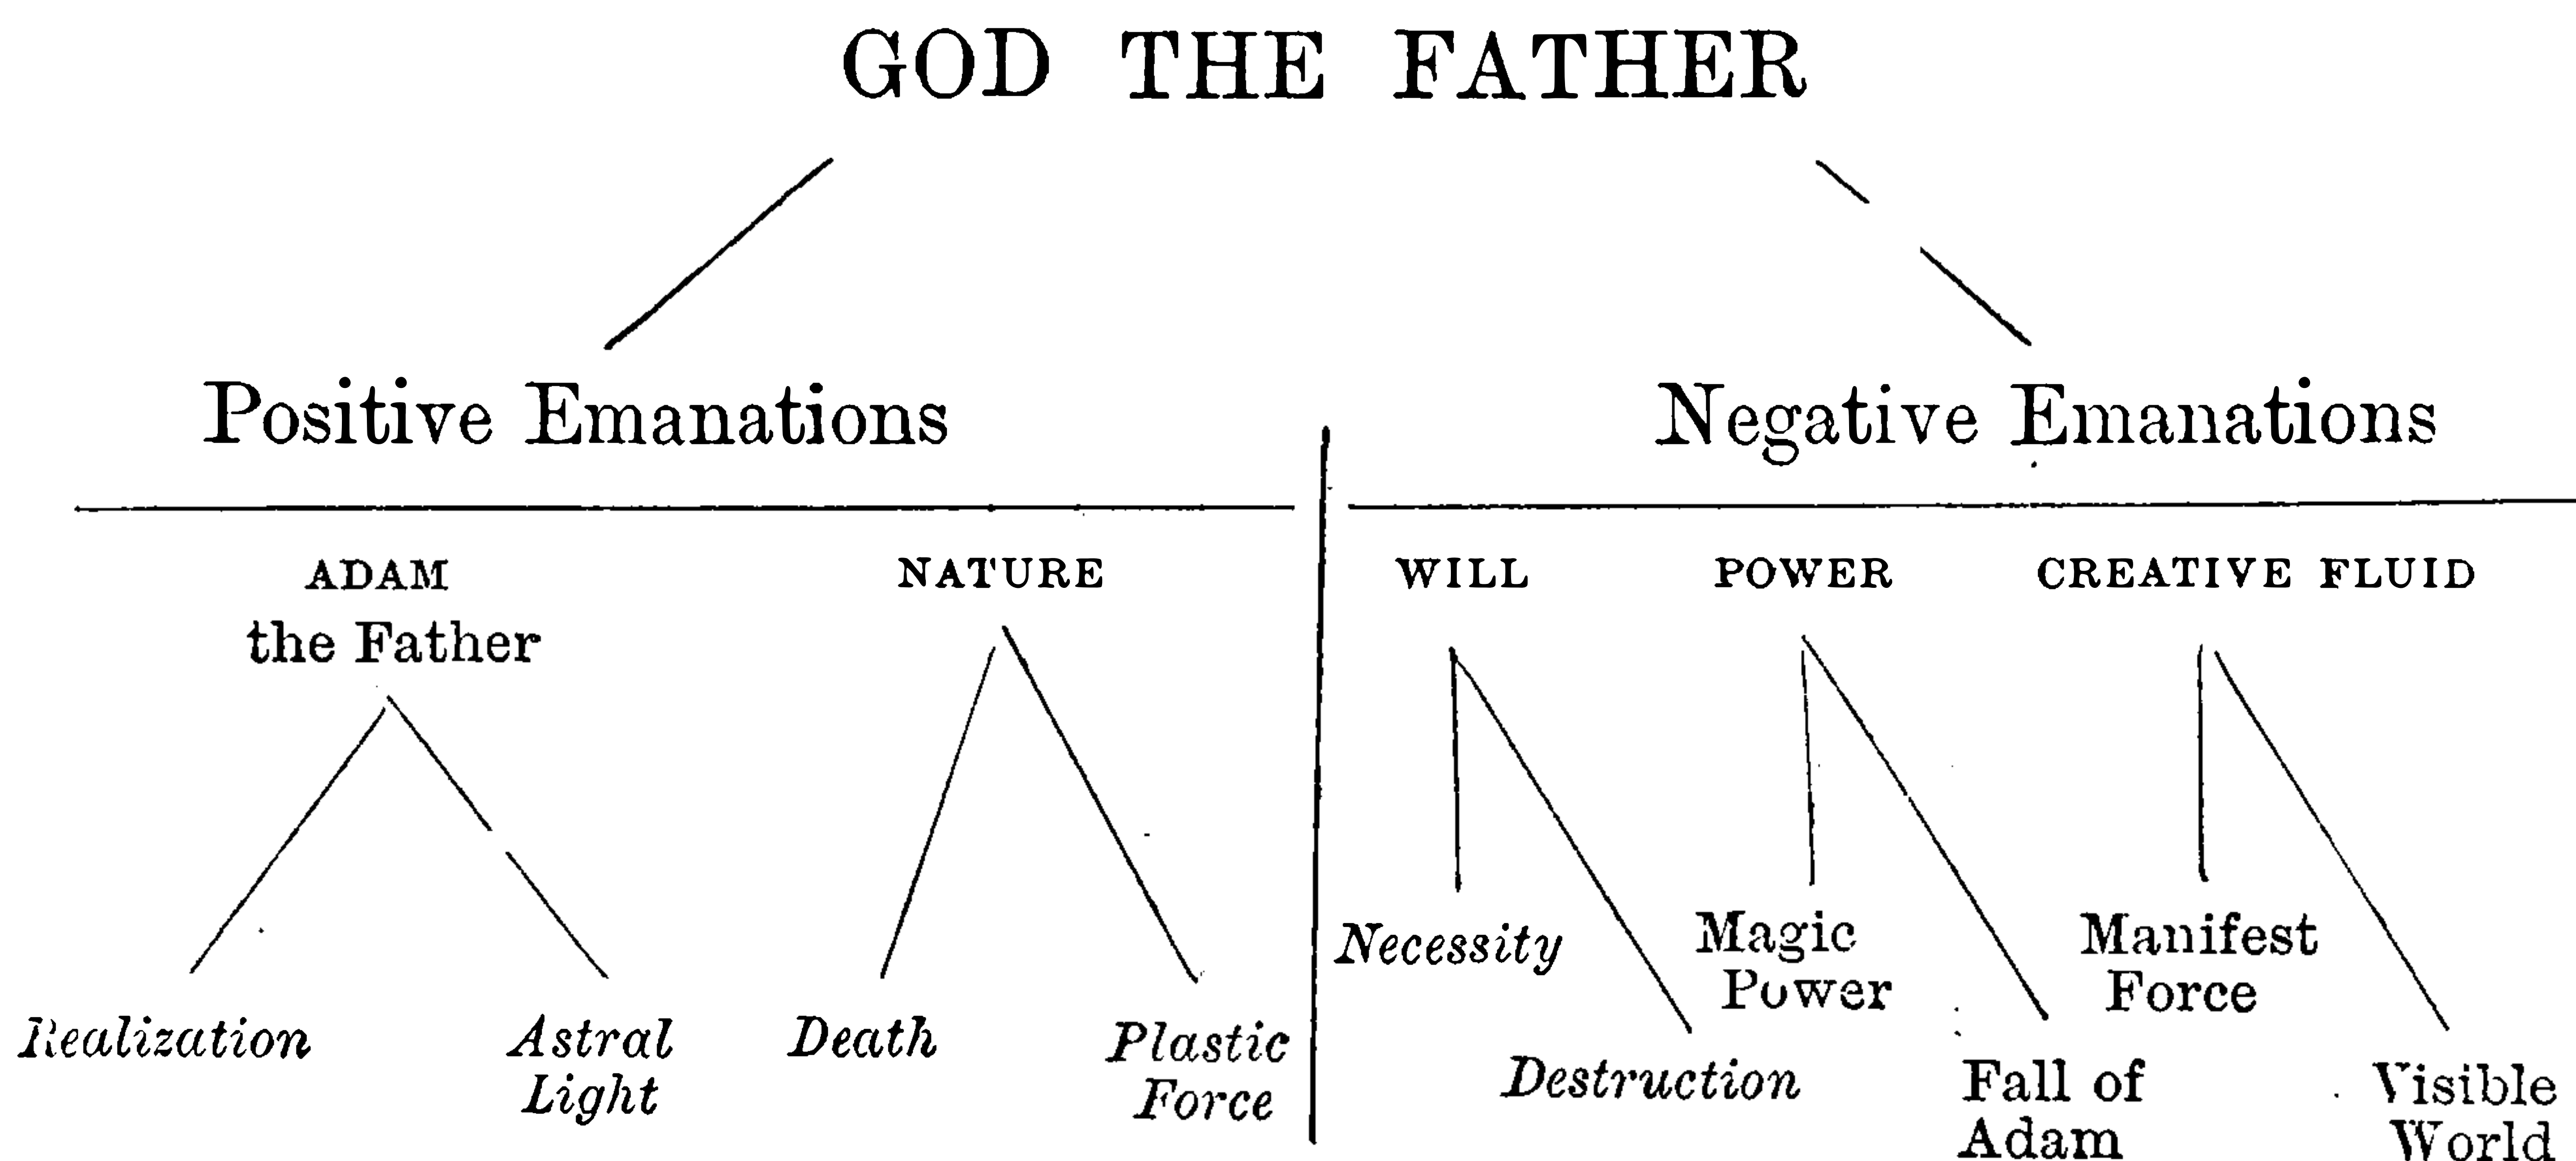 GOD THE FATHER
Positive Emanations
Negative Emanations
ADAM
the Father
NATURE
WILL
POWER
CREATIVE FLUID
Realization
Astral
Light
Death
Plastic
Force
Necessity
Destruction
Magic
Power
Fall of
Adam
Manifest
Force
Visible
World